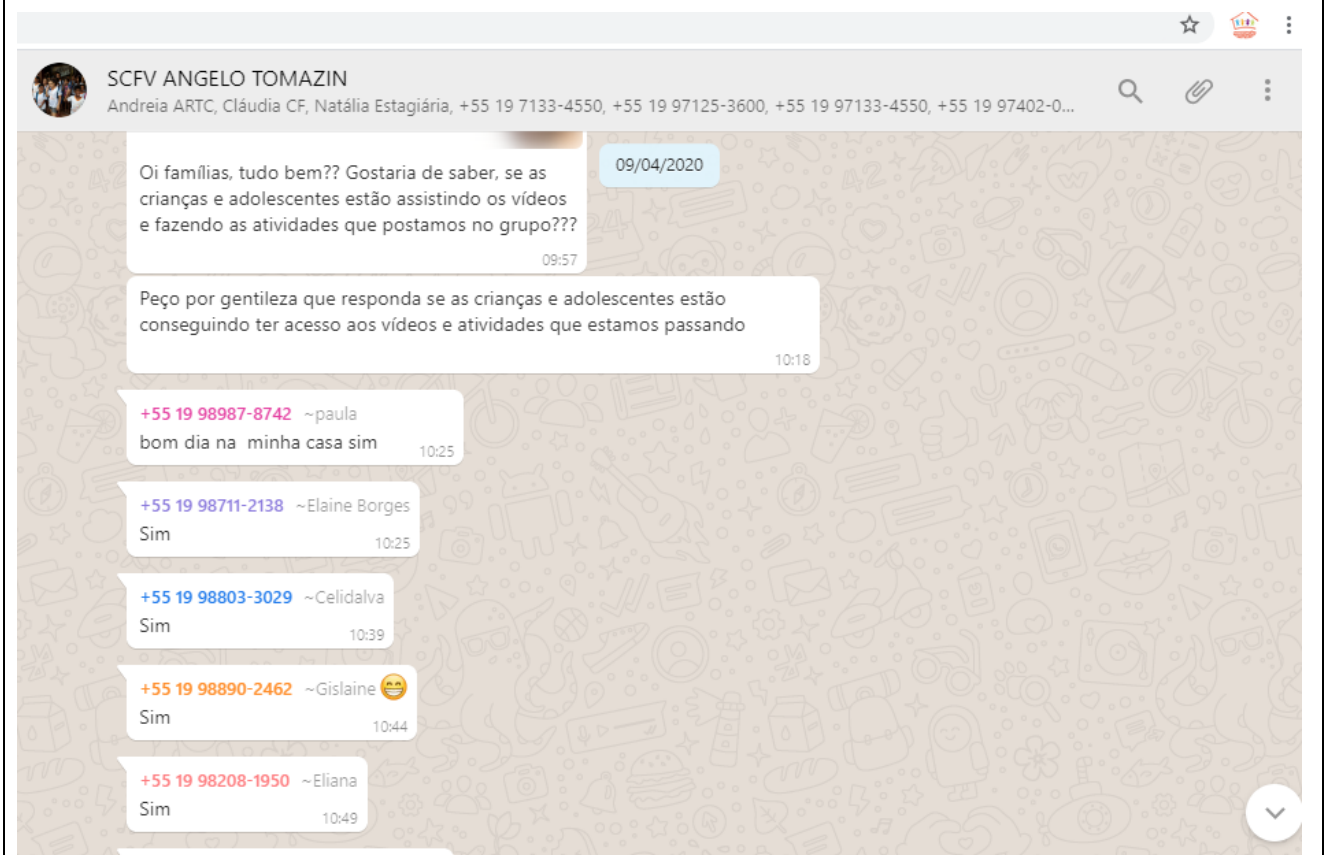 SCFV ANGELO TOMAZIN
Andreia ARTC, Cláudia CF, Natália Estagiária, +55 19 7133-4550, +55 19 97125-3600, +55 19 97133-4550, +55 19 97402-0...
09/04/2020
Oi famílias, tudo bem?? Gostaria de saber, se as
crianças e adolescentes estão assistindo os vídeos
e fazendo as atividades que postamos no grupo???
09:57
Peço por gentileza que responda se as crianças e adolescentes estão
conseguindo ter acesso aos vídeos e atividades que estamos passando
10:18
+55 19 98987-8742 ~paula
bom dia na  minha casa sim 10:25
+55 19 98711-2138 ~Elaine Borges
Sim 10:25
+55 19 98803-3029 ~Celidalva
Sim 10:39
+55 19 98890-2462 ~Gislaine 😁
Sim 10:44
+55 19 98208-1950 ~Eliana
Sim 10:49